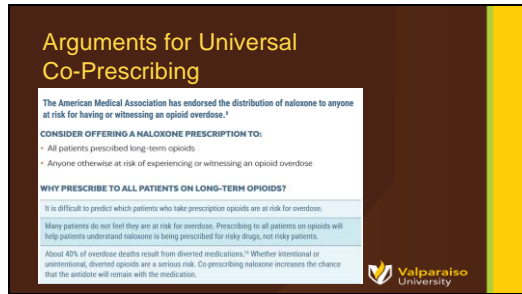 Arguments for Universal
Co-Prescribing
The American Medical Association has endorsed the distribution of naloxone to anyone
at risk for having or witnessing an opioid overdose.⁸
CONSIDER OFFERING A NALOXONE PRESCRIPTION TO:
• All patients prescribed long-term opioids
• Anyone otherwise at risk of experiencing or witnessing an opioid overdose
WHY PRESCRIBE TO ALL PATIENTS ON LONG-TERM OPIOIDS?
It is difficult to predict which patients who take prescription opioids are at risk for overdose.
Many patients do not feel they are at risk for overdose. Prescribing to all patients on opioids will
help patients understand naloxone is being prescribed for risky drugs, not risky patients.
About 40% of overdose deaths result from diverted medications. Whether intentional or
unintentional, diverted opioids are a serious risk. Co-prescribing naloxone increases the chance
that the antidote will remain with the medication.
Valparaiso
University